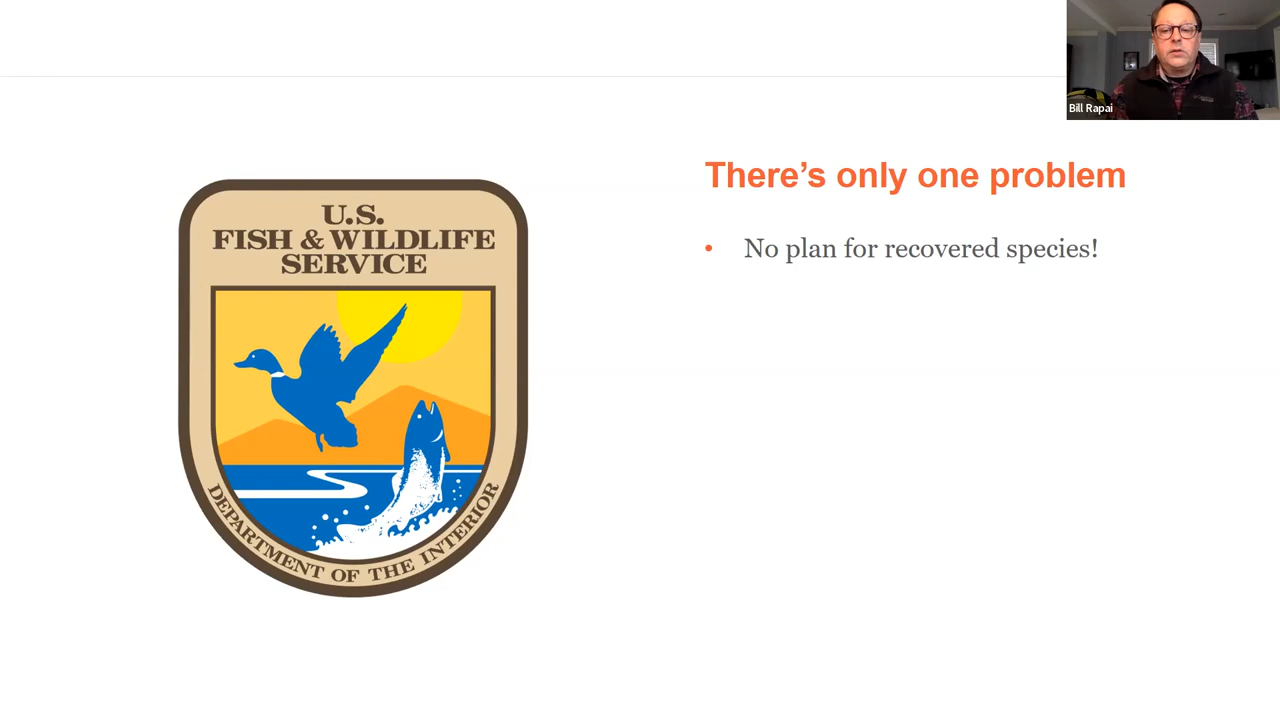 Bill Rapai
There’s only one problem
• No plan for recovered species!
U.S.
FISH & WILDLIFE
SERVICE
DEPARTMENT OF THE INTERIOR